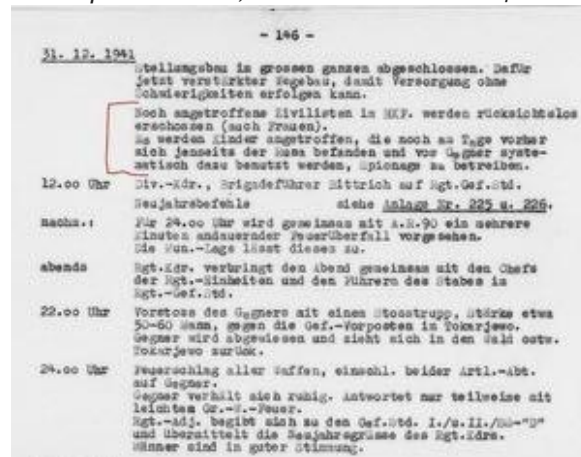 - 146 -
31. 12. 1941
Stellungsbau im grossen ganzen abgeschlossen. Dafür
jetzt verstärkter Wegebau, damit Versorgung ohne
Schwierigkeiten erfolgen kann.
Noch angetroffene Zivilisten im HKF. werden rücksichtslos
erschossen (auch Frauen).
Es werden Kinder angetroffen, die noch am Tage vorher
sich jenseits der Rusa befanden und vom Gegner syste-
matisch dazu benutzt werden, Spionage zu betreiben.
12.oo Uhr Div.-Kdr., Brigadeführer Bittrich auf Rgt.Gef.Std.
Neujahrsbefehle siehe Anlage Nr. 225 u. 226.
nachm.: Für 24.oo Uhr wird gemeinsam mit A.R.90 ein mehrere
Minuten andauernder Feuerüberfall vorgesehen.
Die Mun.-Lage lässt dieses zu.
abends Rgt.Kdr. verbringt den Abend gemeinsam mit den Chefs
der Rgt.-Einheiten und den Führern des Stabes im
Rgt.-Gef.Std.
22.oo Uhr Vorstoss des Gegners mit einem Stosstrupp, Stärke etwa
50-60 Mann, gegen die Gef.-Vorposten in Tokarjewo.
Gegner wird abgewiesen und zieht sich in den Wald ostw.
Tokarjewo zurück.
24.oo Uhr Feuerschlag aller Waffen, einschl. beider Artl.-Abt.
auf Gegner.
Gegner verhält sich ruhig. Antwortet nur teilweise mit
leichtem Gr.-W.-Feuer.
Rgt.-Adj. begibt sich zu den Gef.Std. I./u.II./
und übermittelt die Neujahrsgrüsse des Rgt.Kdrs.
Männer sind in guter Stimmung.